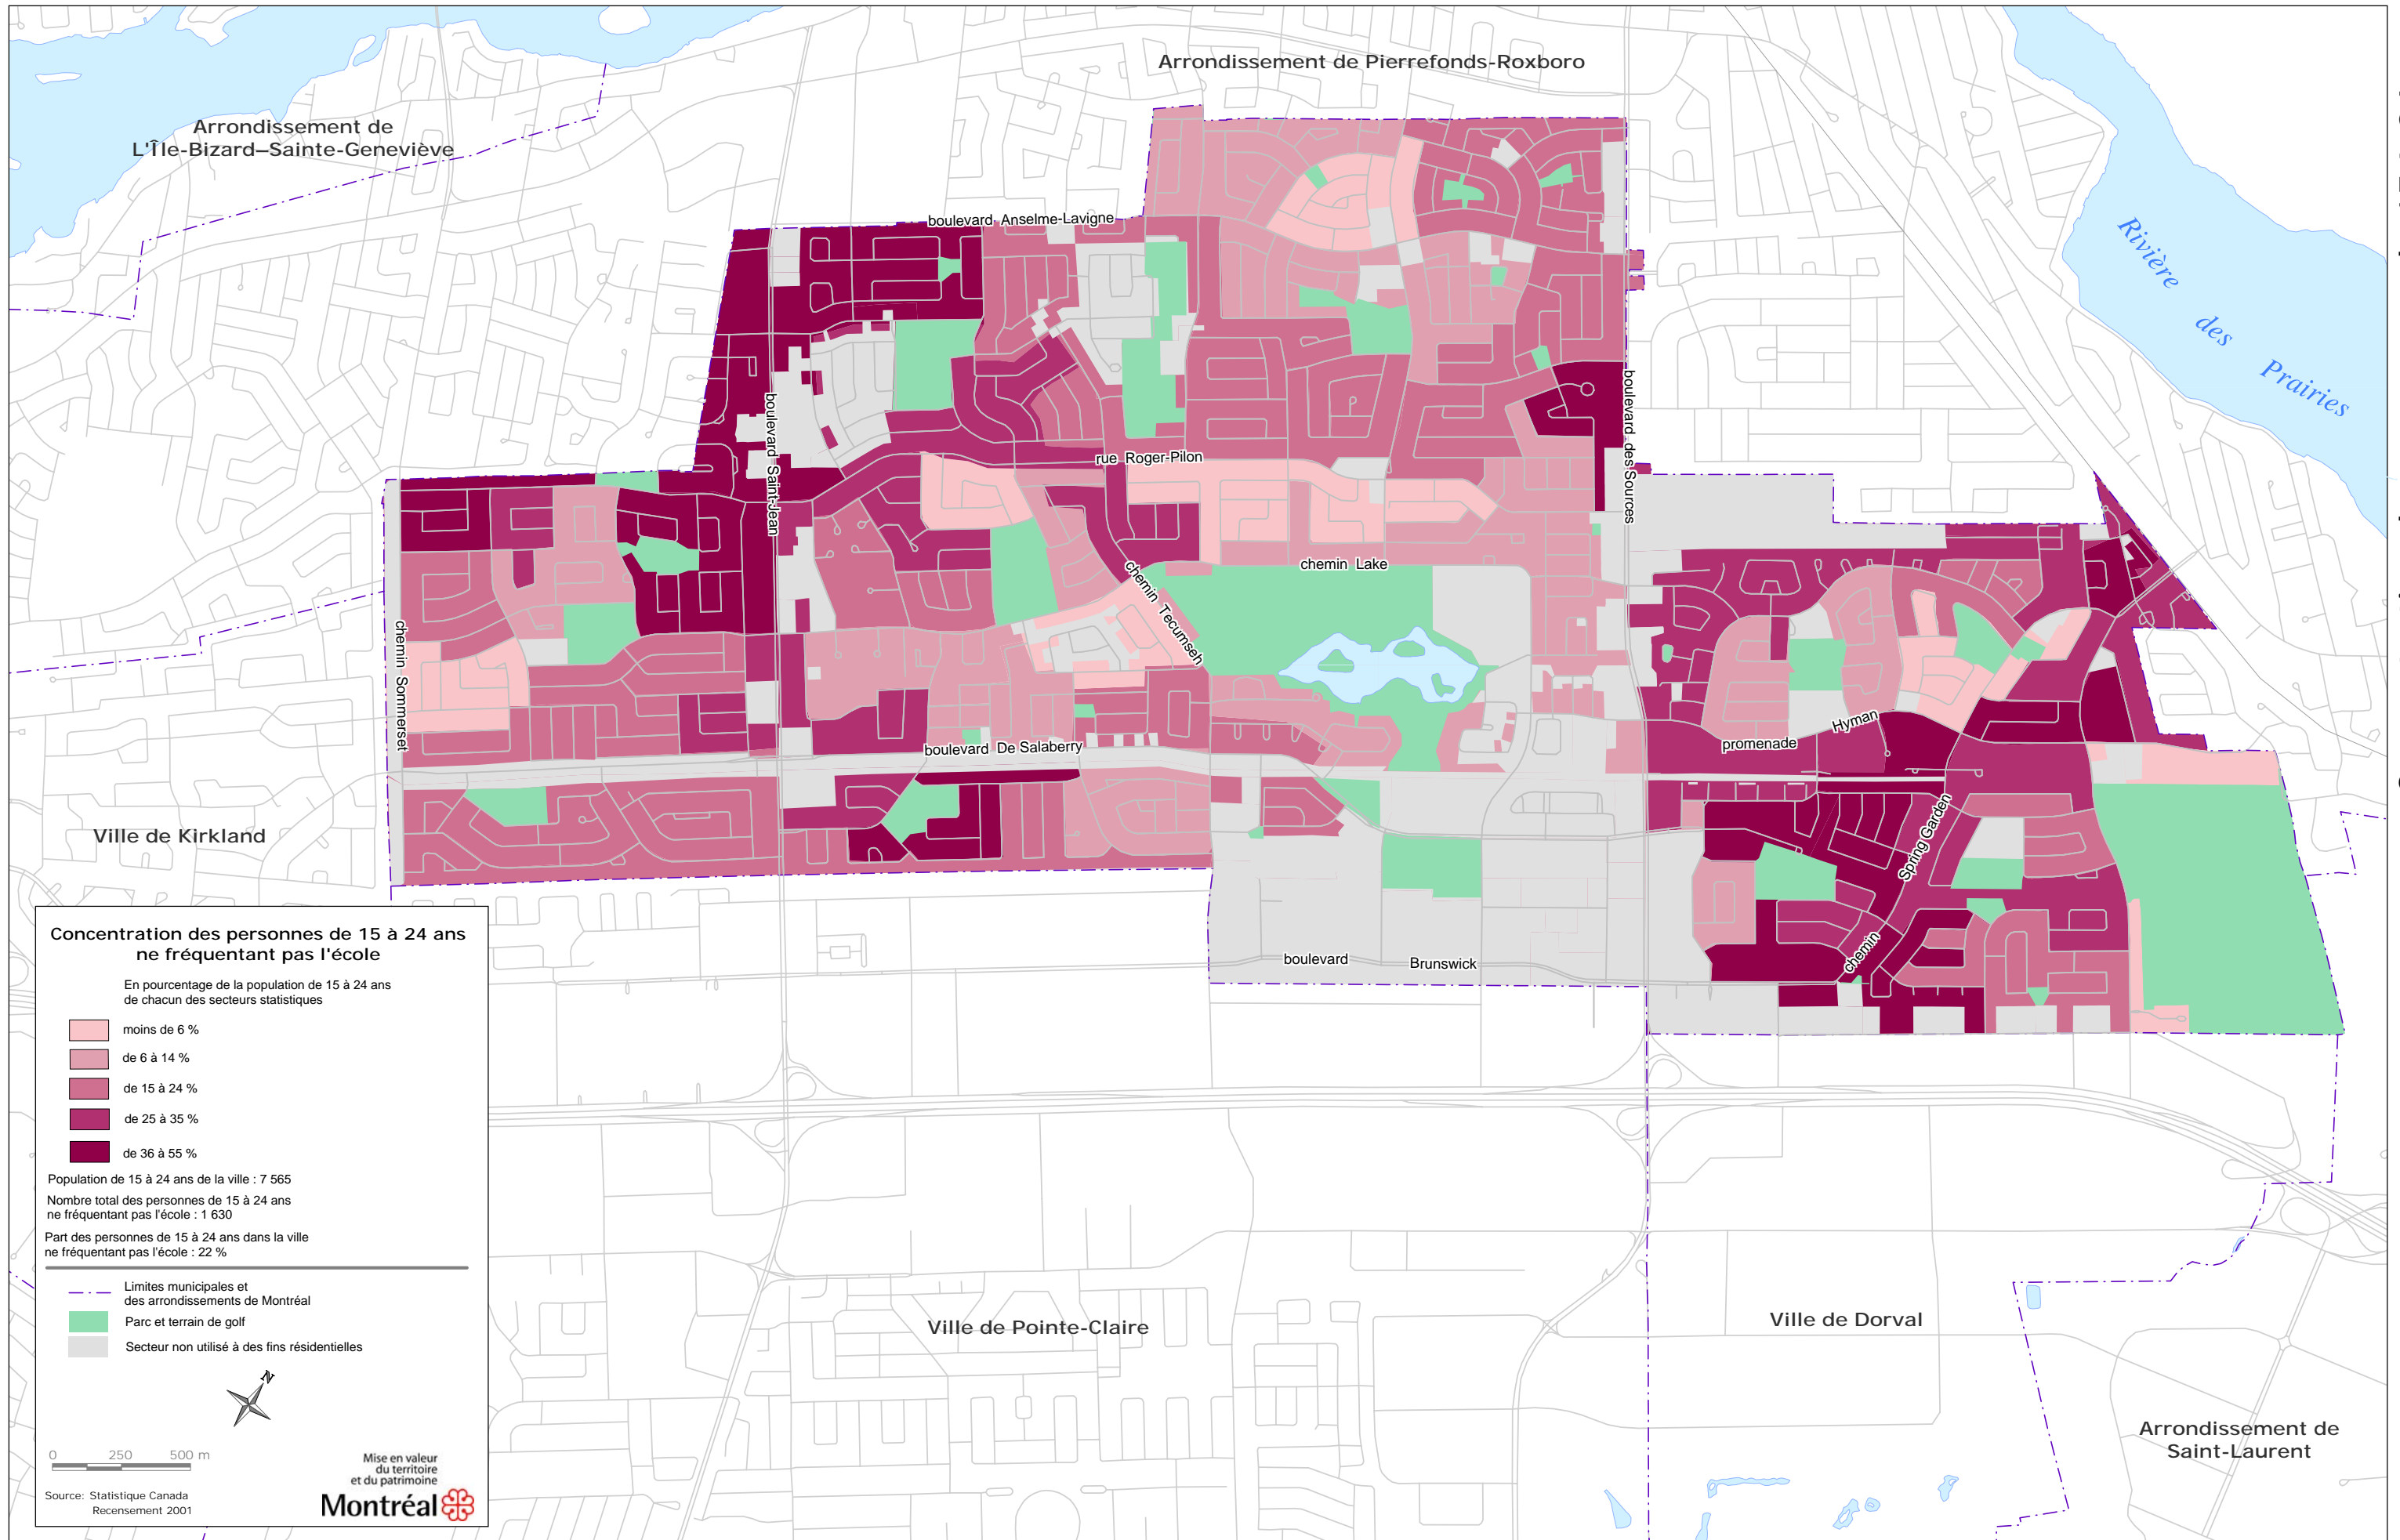 Arrondissement de Pierrefonds-Roxboro
Arrondissement de
L'Île-Bizard–Sainte-Geneviève
Rivière
des
Prairies
boulevard Anselme-Lavigne
boulevard Saint-Jean
boulevard des Sources
rue Roger-Pilon
chemin Lake
chemin Tecumseh
chemin Sommerset
boulevard De Salaberry
promenade Hyman
chemin Spring Garden
boulevard Brunswick
Ville de Kirkland
Ville de Pointe-Claire
Ville de Dorval
Arrondissement de
Saint-Laurent
Concentration des personnes de 15 à 24 ans
ne fréquentant pas l'école
En pourcentage de la population de 15 à 24 ans
de chacun des secteurs statistiques
moins de 6 %
de 6 à 14 %
de 15 à 24 %
de 25 à 35 %
de 36 à 55 %
Population de 15 à 24 ans de la ville : 7 565
Nombre total des personnes de 15 à 24 ans
ne fréquentant pas l'école : 1 630
Part des personnes de 15 à 24 ans dans la ville
ne fréquentant pas l'école : 22 %
Limites municipales et
des arrondissements de Montréal
Parc et terrain de golf
Secteur non utilisé à des fins résidentielles
N
0 250 500 m
Source: Statistique Canada
Recensement 2001
Mise en valeur
du territoire
et du patrimoine
Montréal